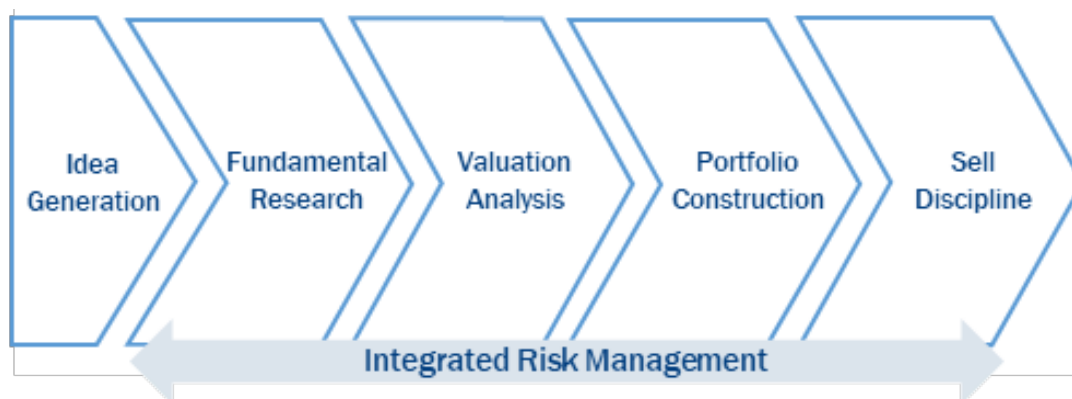 Idea
Generation
Fundamental
Research
Valuation
Analysis
Portfolio
Construction
Sell
Discipline
Integrated Risk Management